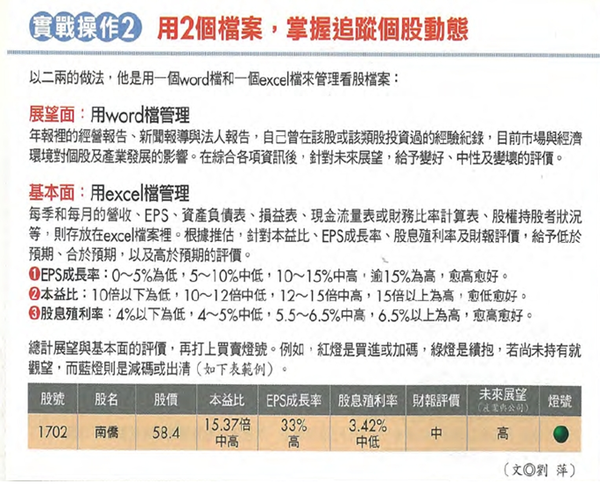 實戰操作2 用2個檔案，掌握追蹤個股動態
以二兩的做法，他是用一個word檔和一個excel檔來管理看股檔案：
展望面：用word檔管理
年報裡的經營報告、新聞報導與法人報告，自己曾在該股或該類股投資過的經驗紀錄，目前市場與經濟
環境對個股及產業發展的影響。在綜合各項資訊後，針對未來展望，給予變好、中性及變壞的評價。
基本面：用excel檔管理
每季和每月的營收、EPS、資產負債表、損益表、現金流量表或財務比率計算表、股權持股者狀況
等，則存放在excel檔案裡。根據推估，針對本益比、EPS成長率、股息殖利率及財報評價，給予低於
預期、合於預期，以及高於預期的評價。
❶EPS成長率：0～5%為低，5～10%中低，10～15%中高，逾15%為高，愈高愈好。
❷本益比：10倍以下為低，10～12倍中低，12～15倍中高，15倍以上為高，愈低愈好。
❸股息殖利率：4%以下為低，4～5%中低，5.5～6.5%中高，6.5%以上為高，愈高愈好。
總計展望與基本面的評價，再打上買賣燈號。例如，紅燈是買進或加碼，綠燈是續抱，若尚未持有就
觀望，而藍燈則是減碼或出清（如下表範例）。
股號 股名 股價 本益比 EPS成長率 股息殖利率 財報評價 未來展望 燈號
（產業與公司）
1702 南僑 58.4 15.37倍 33% 3.42% 中 高
中高 高 中低
（文◎劉 萍）